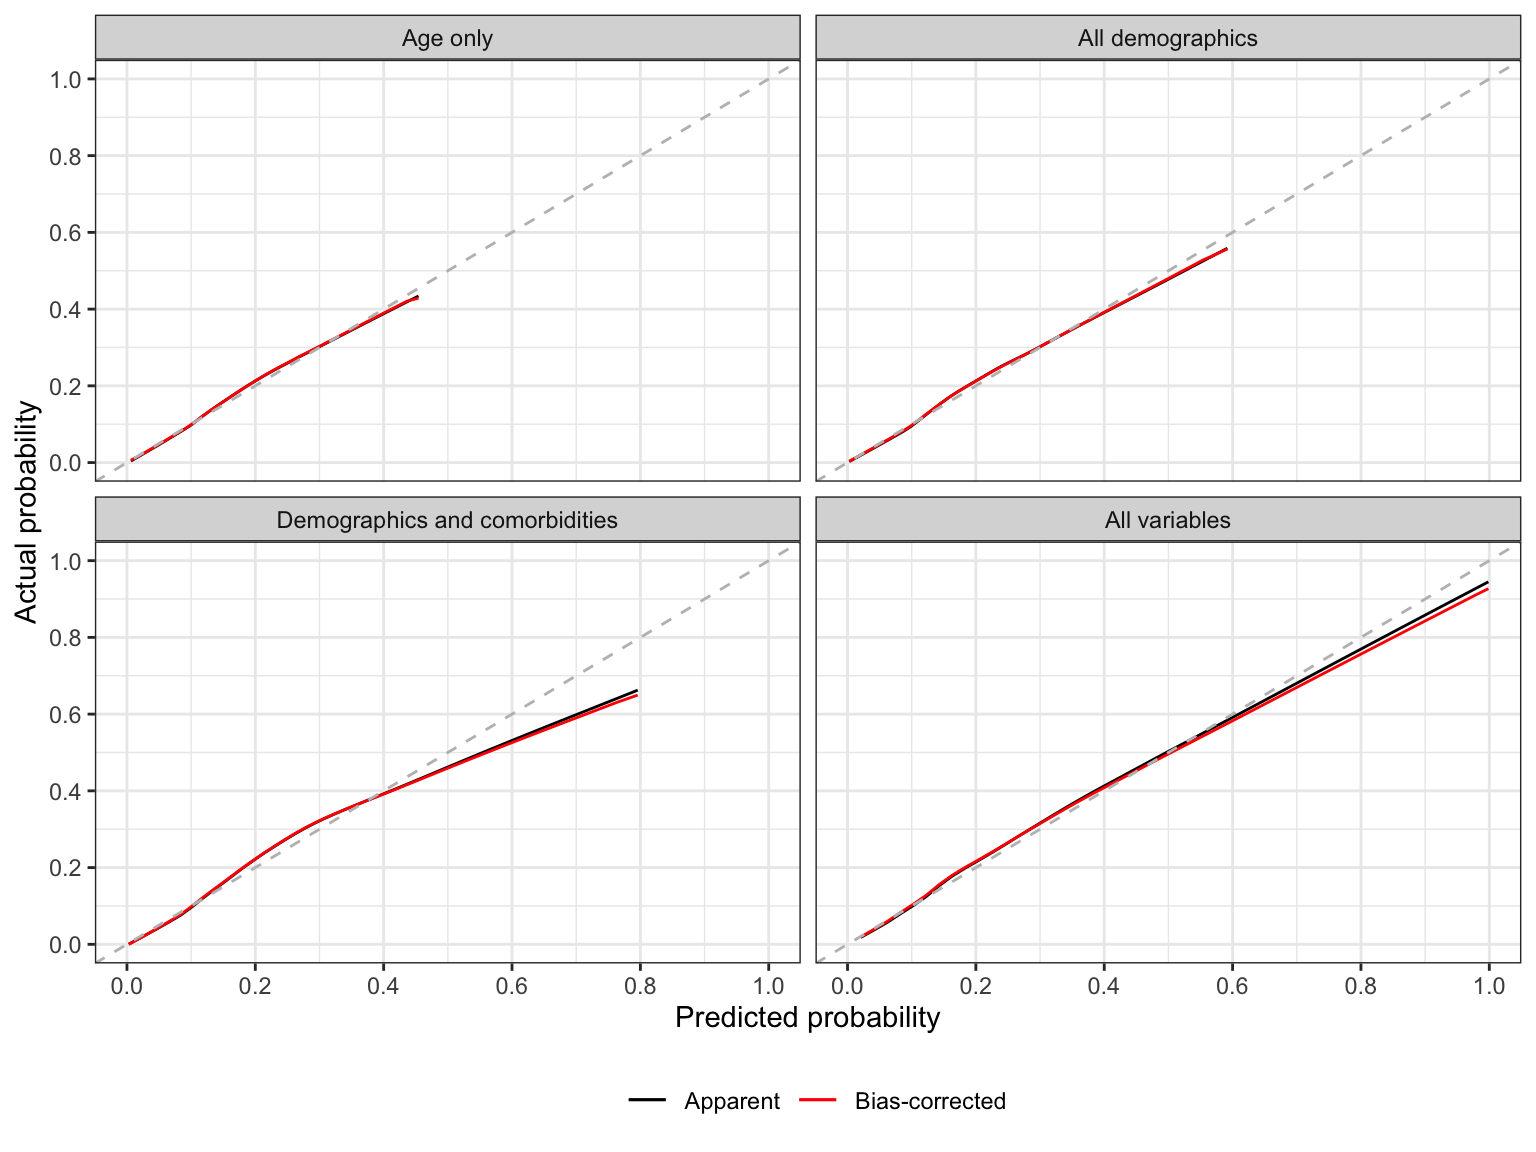 Age only
All demographics
1.0
0.8
0.6
0.4
0.2
0.0
Demographics and comorbidities
All variables
1.0
0.8
0.6
0.4
0.2
0.0
Actual probability
0.0 0.2 0.4 0.6 0.8 1.0
0.0 0.2 0.4 0.6 0.8 1.0
Predicted probability
Apparent
Bias-corrected